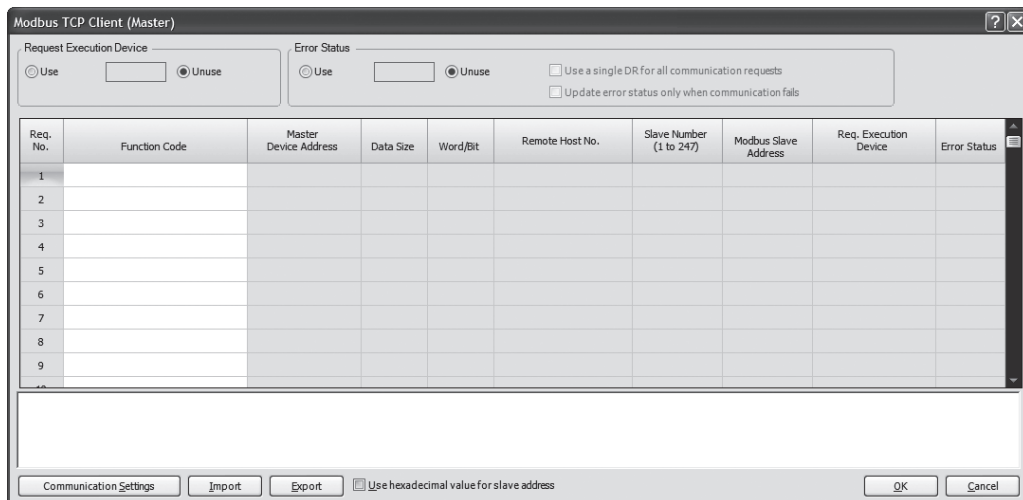 Modbus TCP Client (Master)
Request Execution Device
Use
Unuse
Error Status
Use
Unuse
Use a single DR for all communication requests
Update error status only when communication fails
Req. No.
Function Code
Master Device Address
Data Size
Word/Bit
Remote Host No.
Slave Number (1 to 247)
Modbus Slave Address
Req. Execution Device
Error Status
1
2
3
4
5
6
7
8
9
Communication Settings
Import
Export
Use hexadecimal value for slave address
OK
Cancel